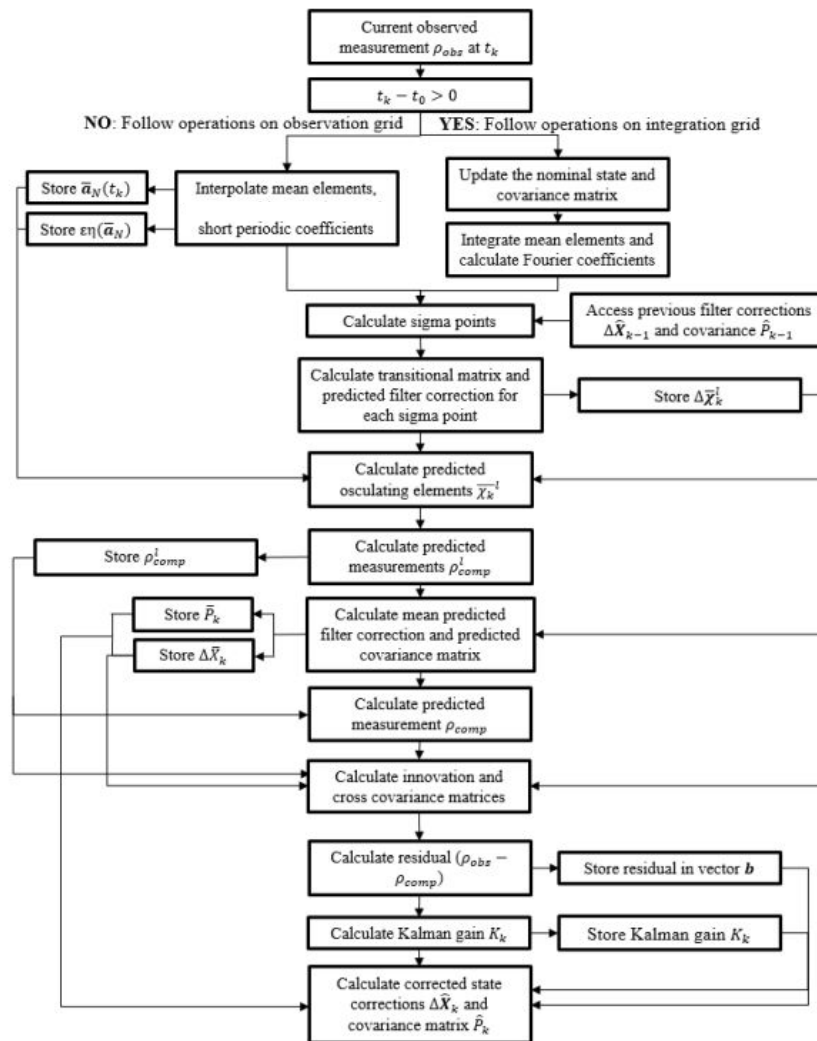 Current observed
measurement ρ_obs at t_k
t_k − t_0 > 0
NO: Follow operations on observation grid
YES: Follow operations on integration grid
Store a̅_N(t_k)
Store εη(a̅_N)
Interpolate mean elements,
short periodic coefficients
Update the nominal state and
covariance matrix
Integrate mean elements and
calculate Fourier coefficients
Calculate sigma points
Access previous filter corrections
ΔX̂_{k−1} and covariance P̂_{k−1}
Calculate transitional matrix and
predicted filter correction for
each sigma point
Store Δχ̅_k^l
Calculate predicted
osculating elements χ̅_k^l
Calculate predicted
measurements ρ_comp^l
Store ρ_comp^l
Store P̅_k
Store ΔX̅_k
Calculate mean predicted
filter correction and predicted
covariance matrix
Calculate predicted
measurement ρ_comp
Calculate innovation and
cross covariance matrices
Calculate residual (ρ_obs −
ρ_comp)
Store residual in vector b
Calculate Kalman gain K_k
Store Kalman gain K_k
Calculate corrected state
corrections ΔX̂_k and
covariance matrix P̂_k